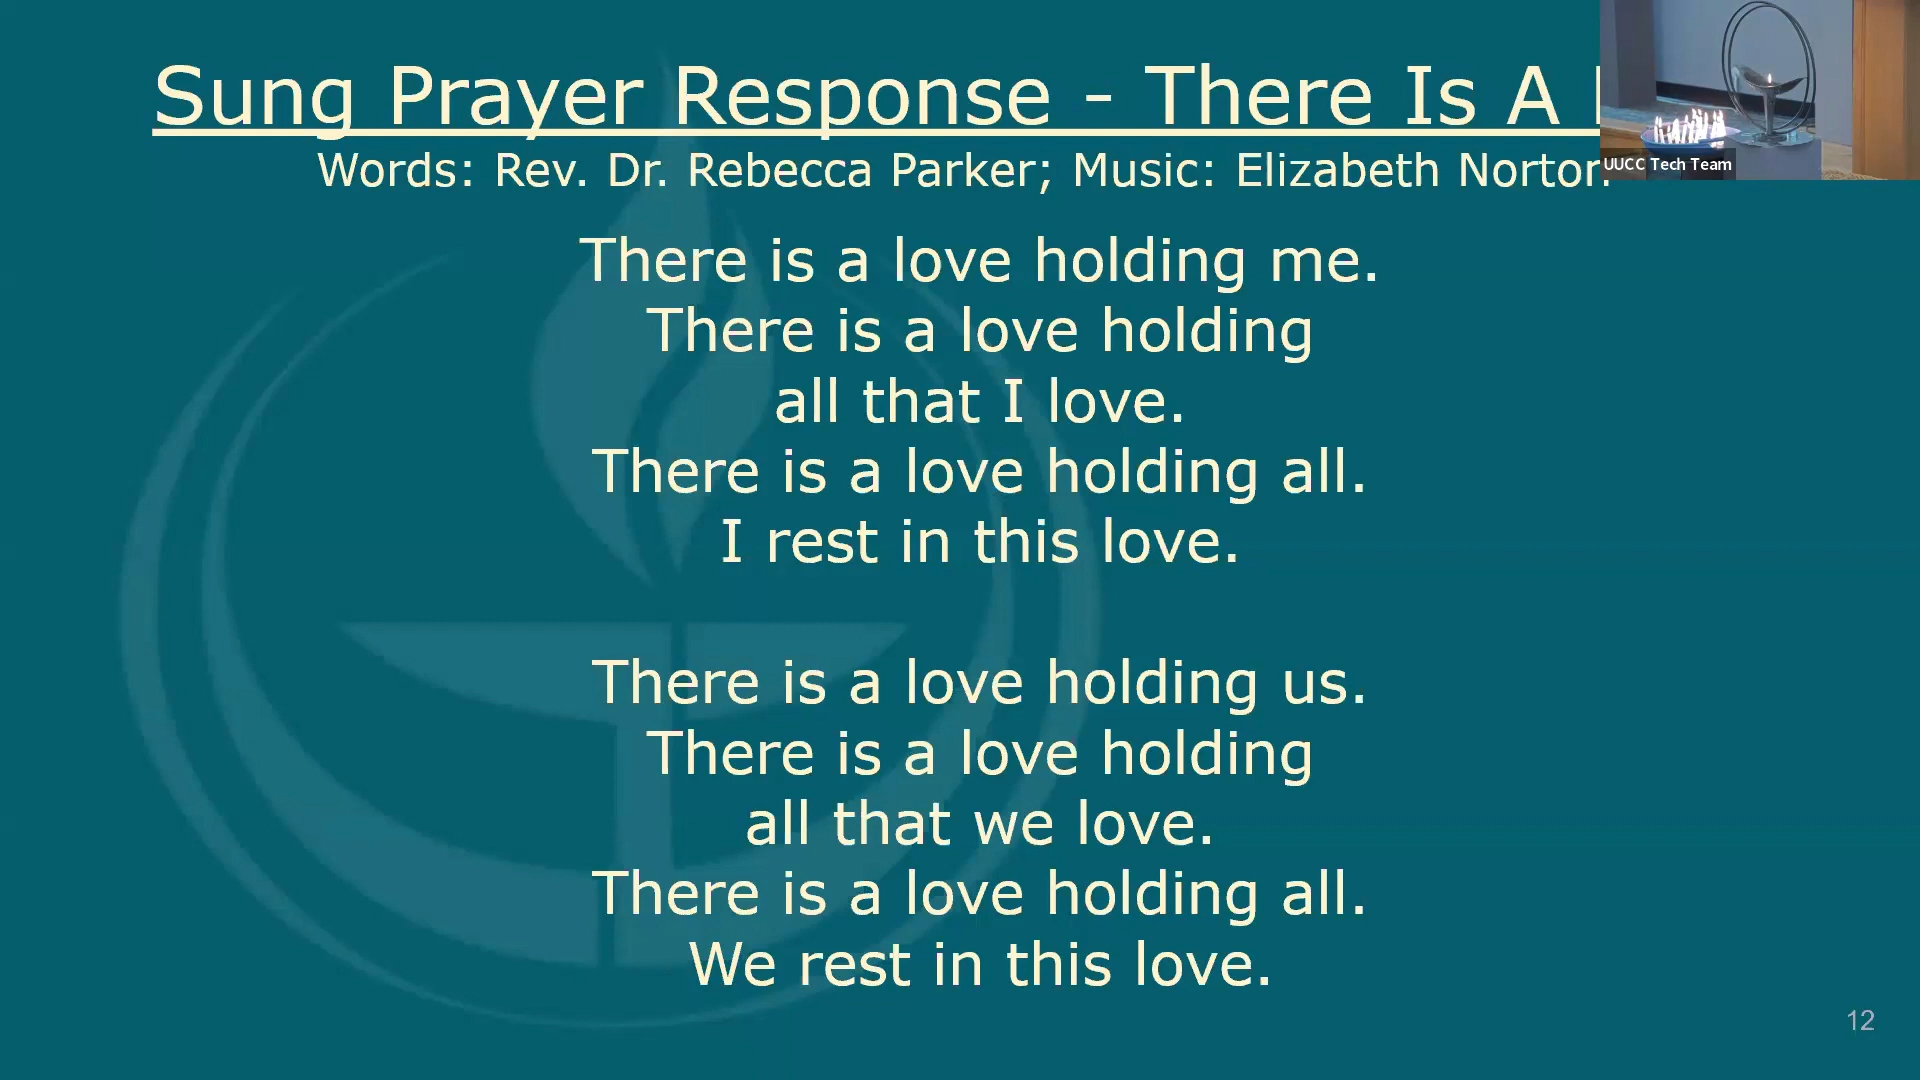 Sung Prayer Response - There Is A
Words: Rev. Dr. Rebecca Parker; Music: Elizabeth Norton
UUCC Tech Team
There is a love holding me.
There is a love holding
all that I love.
There is a love holding all.
I rest in this love.
There is a love holding us.
There is a love holding
all that we love.
There is a love holding all.
We rest in this love.
12